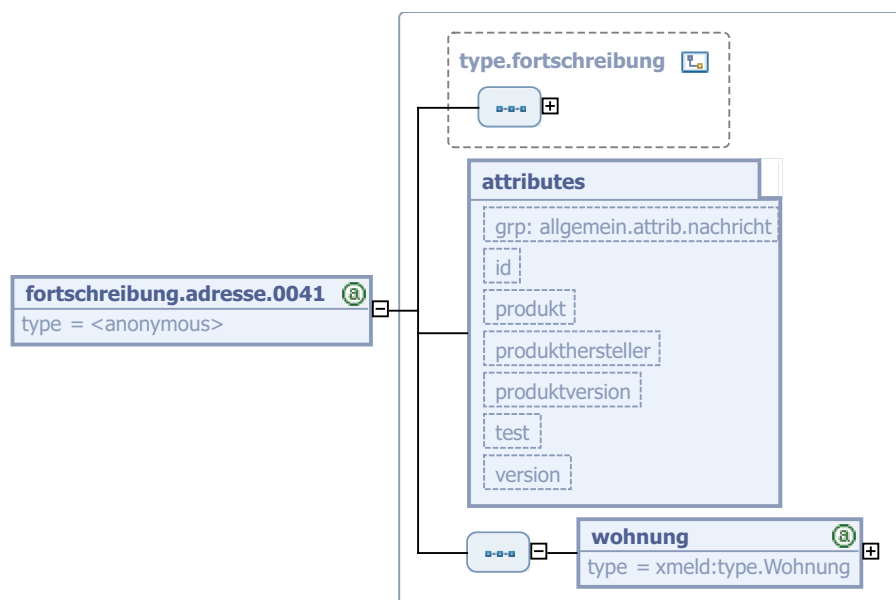 type.fortschreibung
attributes
grp: allgemein.attrib.nachricht
id
produkt
produkthersteller
produktversion
test
version
fortschreibung.adresse.0041 a
type = <anonymous>
wohnung a
type = xmeld:type.Wohnung